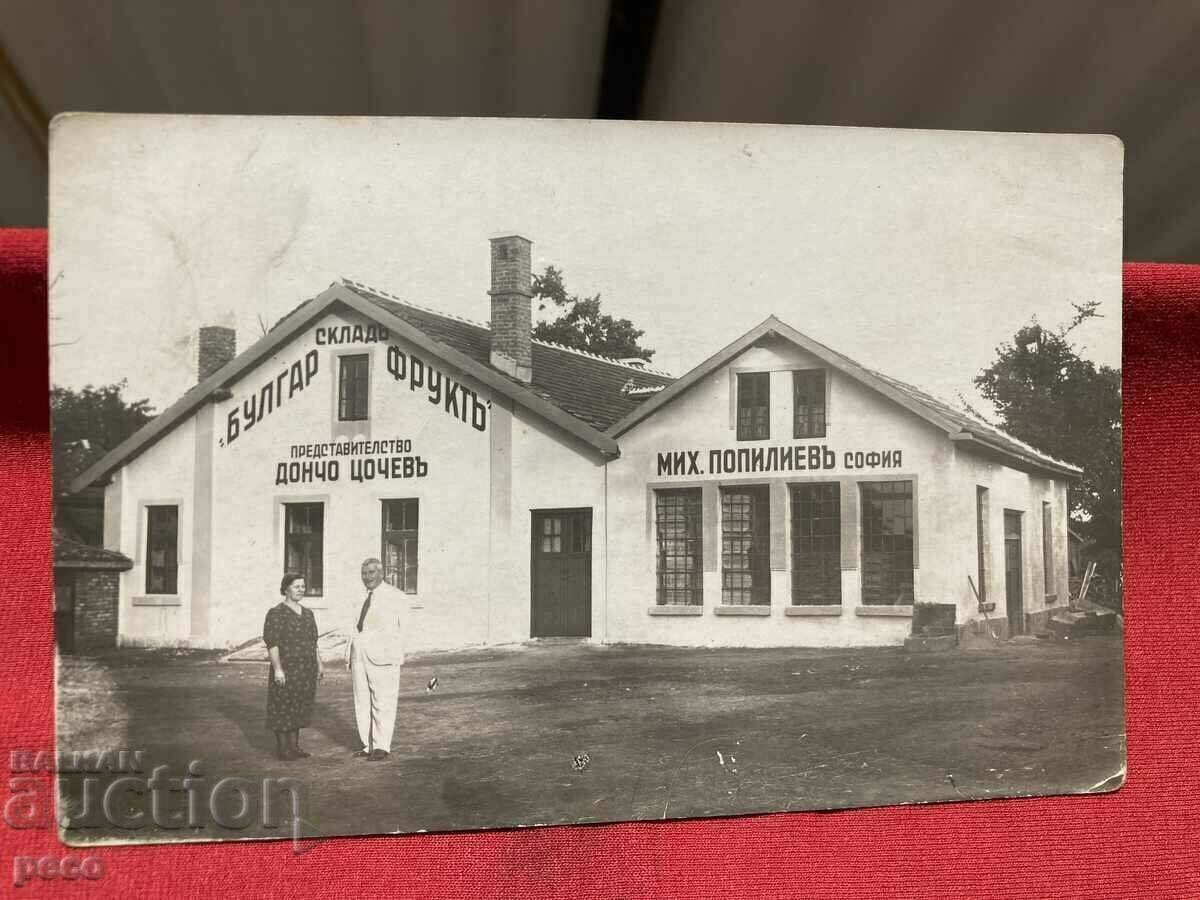 СКЛАДЪ
"БУЛГАР ФРУКТЪ"
ПРЕДСТАВИТЕЛСТВО
ДОНЧО ЦОЧЕВЪ
МИХ. ПОПИЛИЕВЪ СОФИЯ
BALKAN
auction
peco